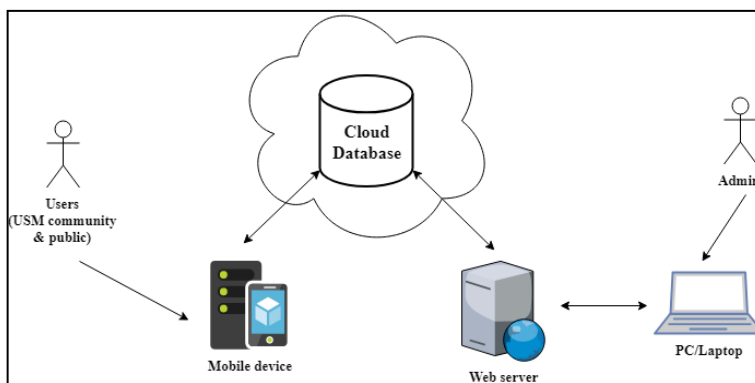 Cloud
Database
Users
(USM community
& public)
Admin
Mobile device
Web server
PC/Laptop